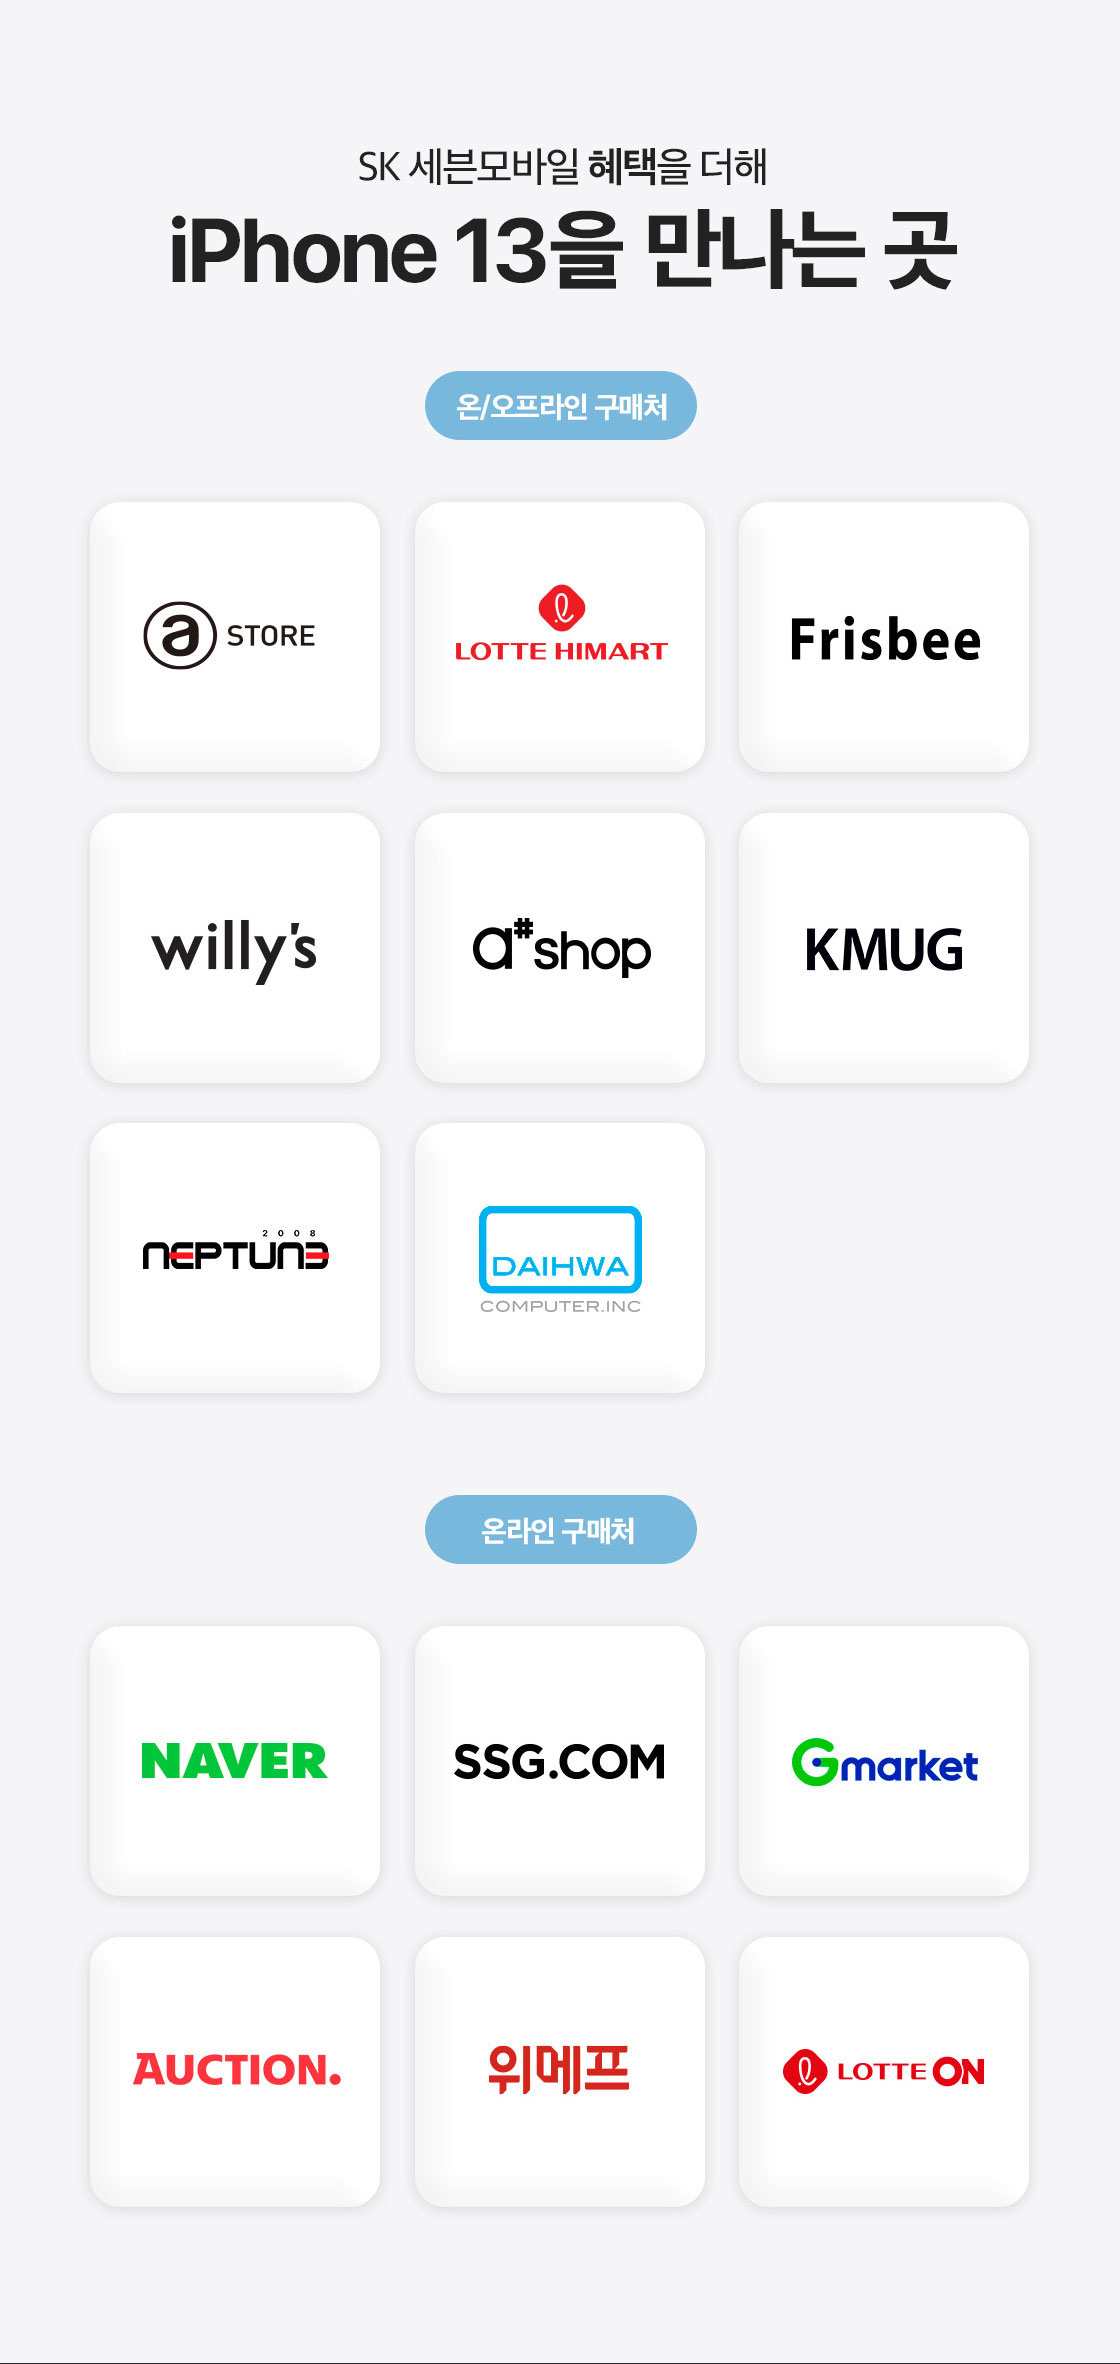 SK 세븐모바일 혜택을 더해
iPhone 13을 만나는 곳
온/오프라인 구매처
a STORE
LOTTE HIMART
Frisbee
willy's
a#shop
KMUG
2008
NEPTUNE
DAIHWA
COMPUTER.INC
온라인 구매처
NAVER
SSG.COM
Gmarket
AUCTION.
위메프
LOTTE ON